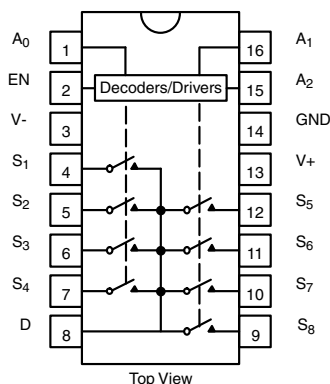 A0 1 16 A1
EN 2 Decoders/Drivers 15 A2
V- 3 14 GND
S1 4 13 V+
S2 5 12 S5
S3 6 11 S6
S4 7 10 S7
D 8 9 S8
Top View